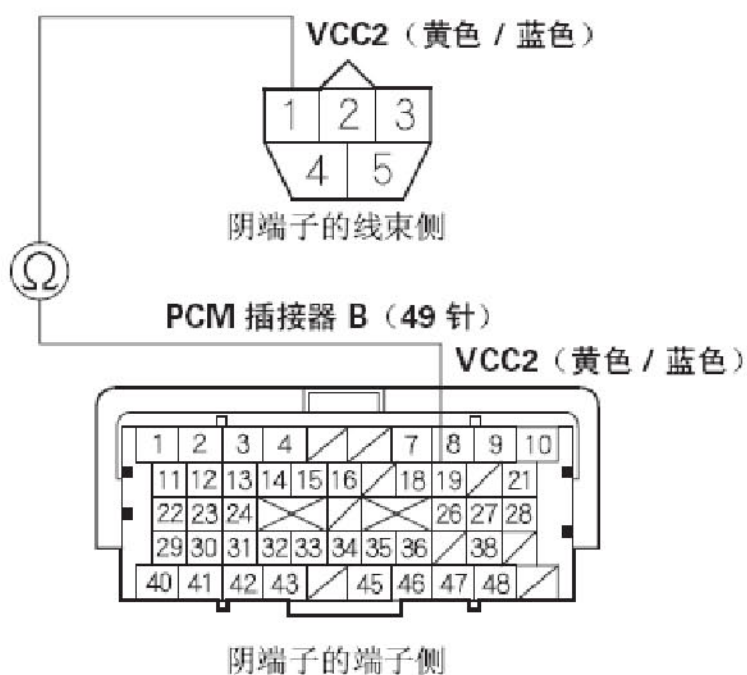 VCC2（黄色 / 蓝色）
1 2 3
4 5
阴端子的线束侧
Ω
PCM 插接器 B（49 针）
VCC2（黄色 / 蓝色）
1 2 3 4 7 8 9 10
11 12 13 14 15 16 18 19 21
22 23 24 26 27 28
29 30 31 32 33 34 35 36 38
40 41 42 43 45 46 47 48
阴端子的端子侧